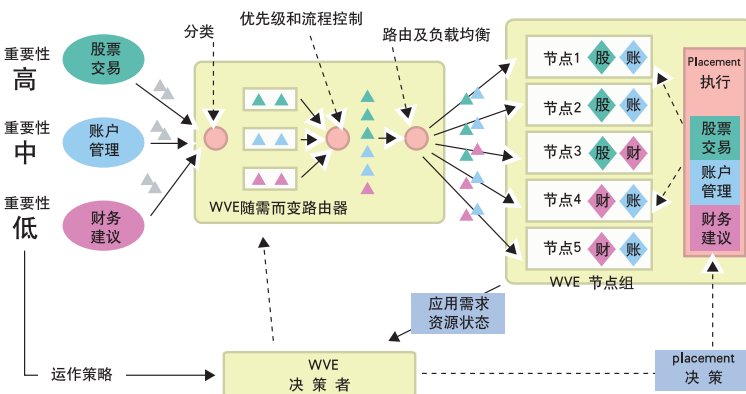 分类
优先级和流程控制
路由及负载均衡
重要性
高
股票
交易
重要性
中
账户
管理
重要性
低
财务
建议
WVE随需而变路由器
节点1 股 账
节点2 股 账
节点3 股 财
节点4 财 账
节点5 财 账
WVE 节点组
Placement
执行
股票
交易
账户
管理
财务
建议
应用需求
资源状态
运作策略
WVE
决 策 者
placement
决 策